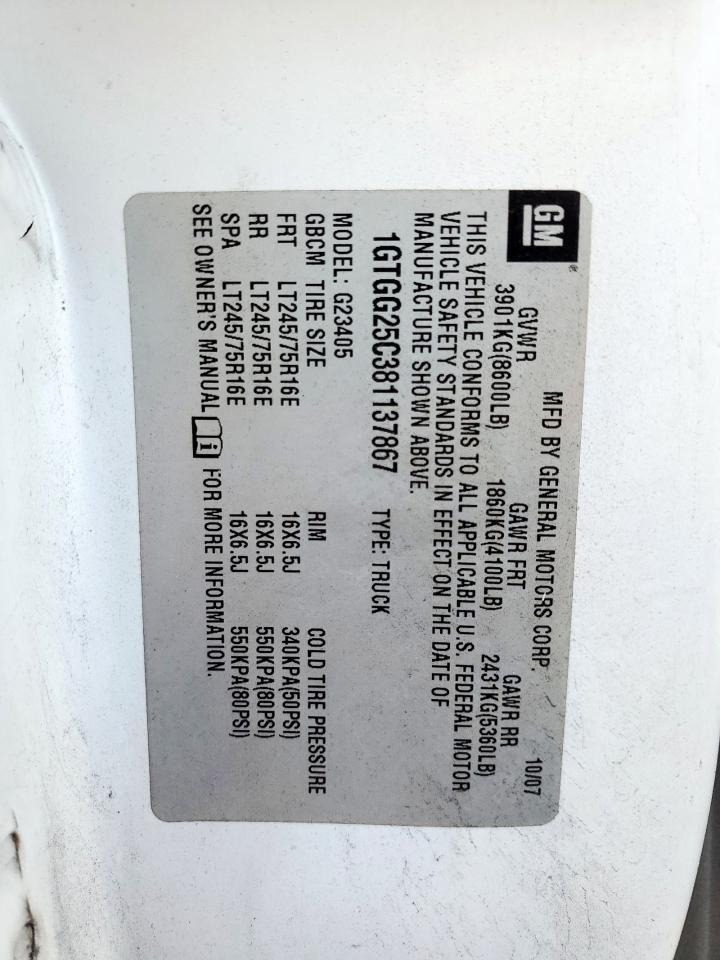 GM® MFD BY GENERAL MOTORS CORP. 10/07
GVWR GAWR FRT GAWR RR
3901KG(8600LB) 1860KG(4100LB) 2431KG(5360LB)
THIS VEHICLE CONFORMS TO ALL APPLICABLE U.S. FEDERAL MOTOR
VEHICLE SAFETY STANDARDS IN EFFECT ON THE DATE OF
MANUFACTURE SHOWN ABOVE.
1GTGG25C381137867 TYPE: TRUCK
MODEL: G23405
GBCM TIRE SIZE RIM COLD TIRE PRESSURE
FRT LT245/75R16E 16X6.5J 340KPA(50PSI)
RR LT245/75R16E 16X6.5J 550KPA(80PSI)
SPA LT245/75R16E 16X6.5J 550KPA(80PSI)
SEE OWNER'S MANUAL i FOR MORE INFORMATION.